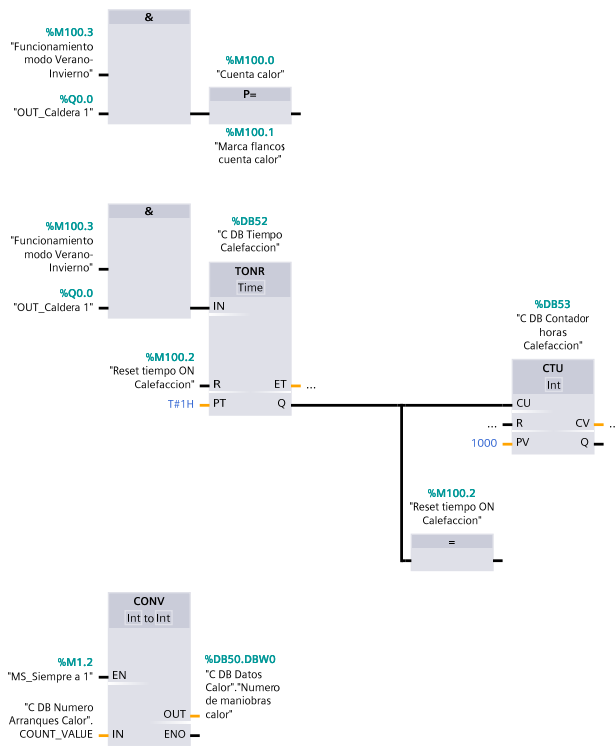 &
%M100.3
"Funcionamiento
modo Verano-
Invierno"
%Q0.0
"OUT_Caldera 1"
%M100.0
"Cuenta calor"
P=
%M100.1
"Marca flancos
cuenta calor"
&
%M100.3
"Funcionamiento
modo Verano-
Invierno"
%Q0.0
"OUT_Caldera 1"
%DB52
"C DB Tiempo
Calefaccion"
TONR
Time
IN
%M100.2
"Reset tiempo ON
Calefaccion"
R
ET
...
T#1H
PT
Q
%DB53
"C DB Contador
horas
Calefaccion"
CTU
Int
CU
...
R
CV
...
1000
PV
Q
%M100.2
"Reset tiempo ON
Calefaccion"
=
CONV
Int to Int
%M1.2
"MS_Siempre a 1"
EN
"C DB Numero
Arranques Calor".
COUNT_VALUE
IN
OUT
ENO
%DB50.DBW0
"C DB Datos
Calor"."Numero
de maniobras
calor"